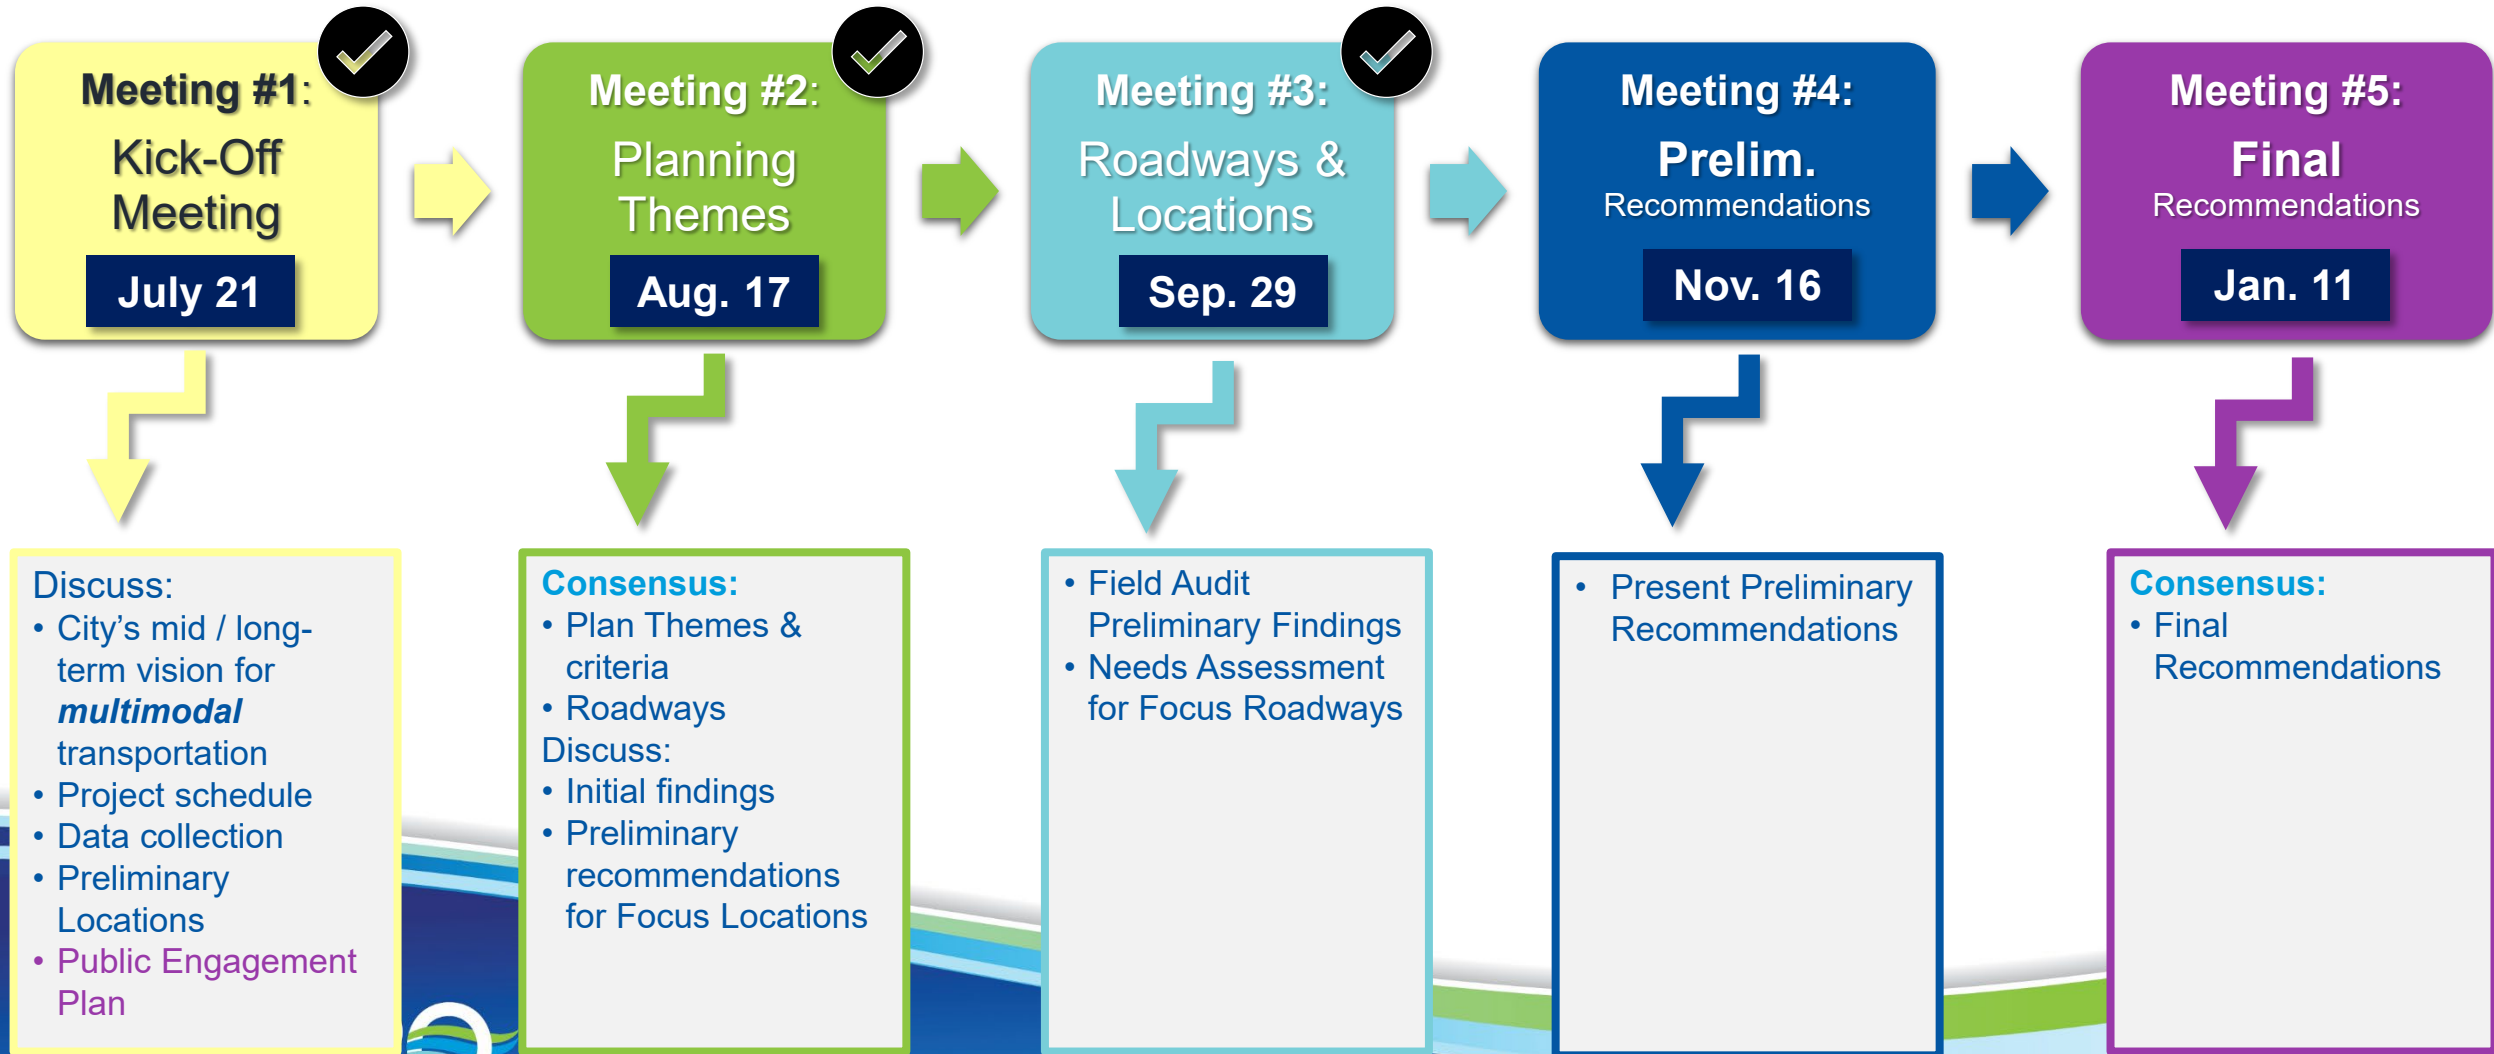 Meeting #1:
Kick-Off
Meeting
July 21
Meeting #2:
Planning
Themes
Aug. 17
Meeting #3:
Roadways &
Locations
Sep. 29
Meeting #4:
Prelim.
Recommendations
Nov. 16
Meeting #5:
Final
Recommendations
Jan. 11
Discuss:
• City’s mid / long-
term vision for
multimodal
transportation
• Project schedule
• Data collection
• Preliminary
Locations
• Public Engagement
Plan
Consensus:
• Plan Themes &
criteria
• Roadways
Discuss:
• Initial findings
• Preliminary
recommendations
for Focus Locations
• Field Audit
Preliminary Findings
• Needs Assessment
for Focus Roadways
• Present Preliminary
Recommendations
Consensus:
• Final
Recommendations